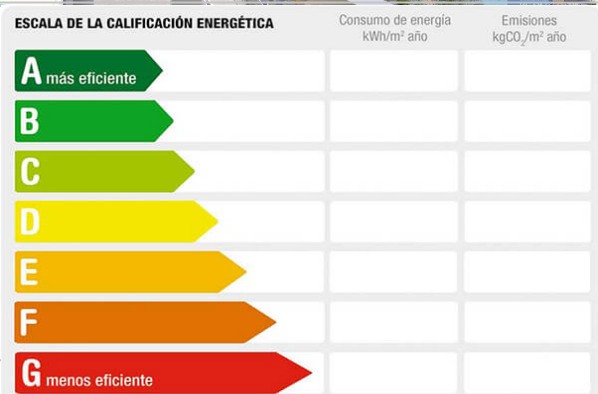 ESCALA DE LA CALIFICACIÓN ENERGÉTICA
Consumo de energía
kWh/m² año
Emisiones
kgCO₂/m² año
A más eficiente
B
C
D
E
F
G menos eficiente